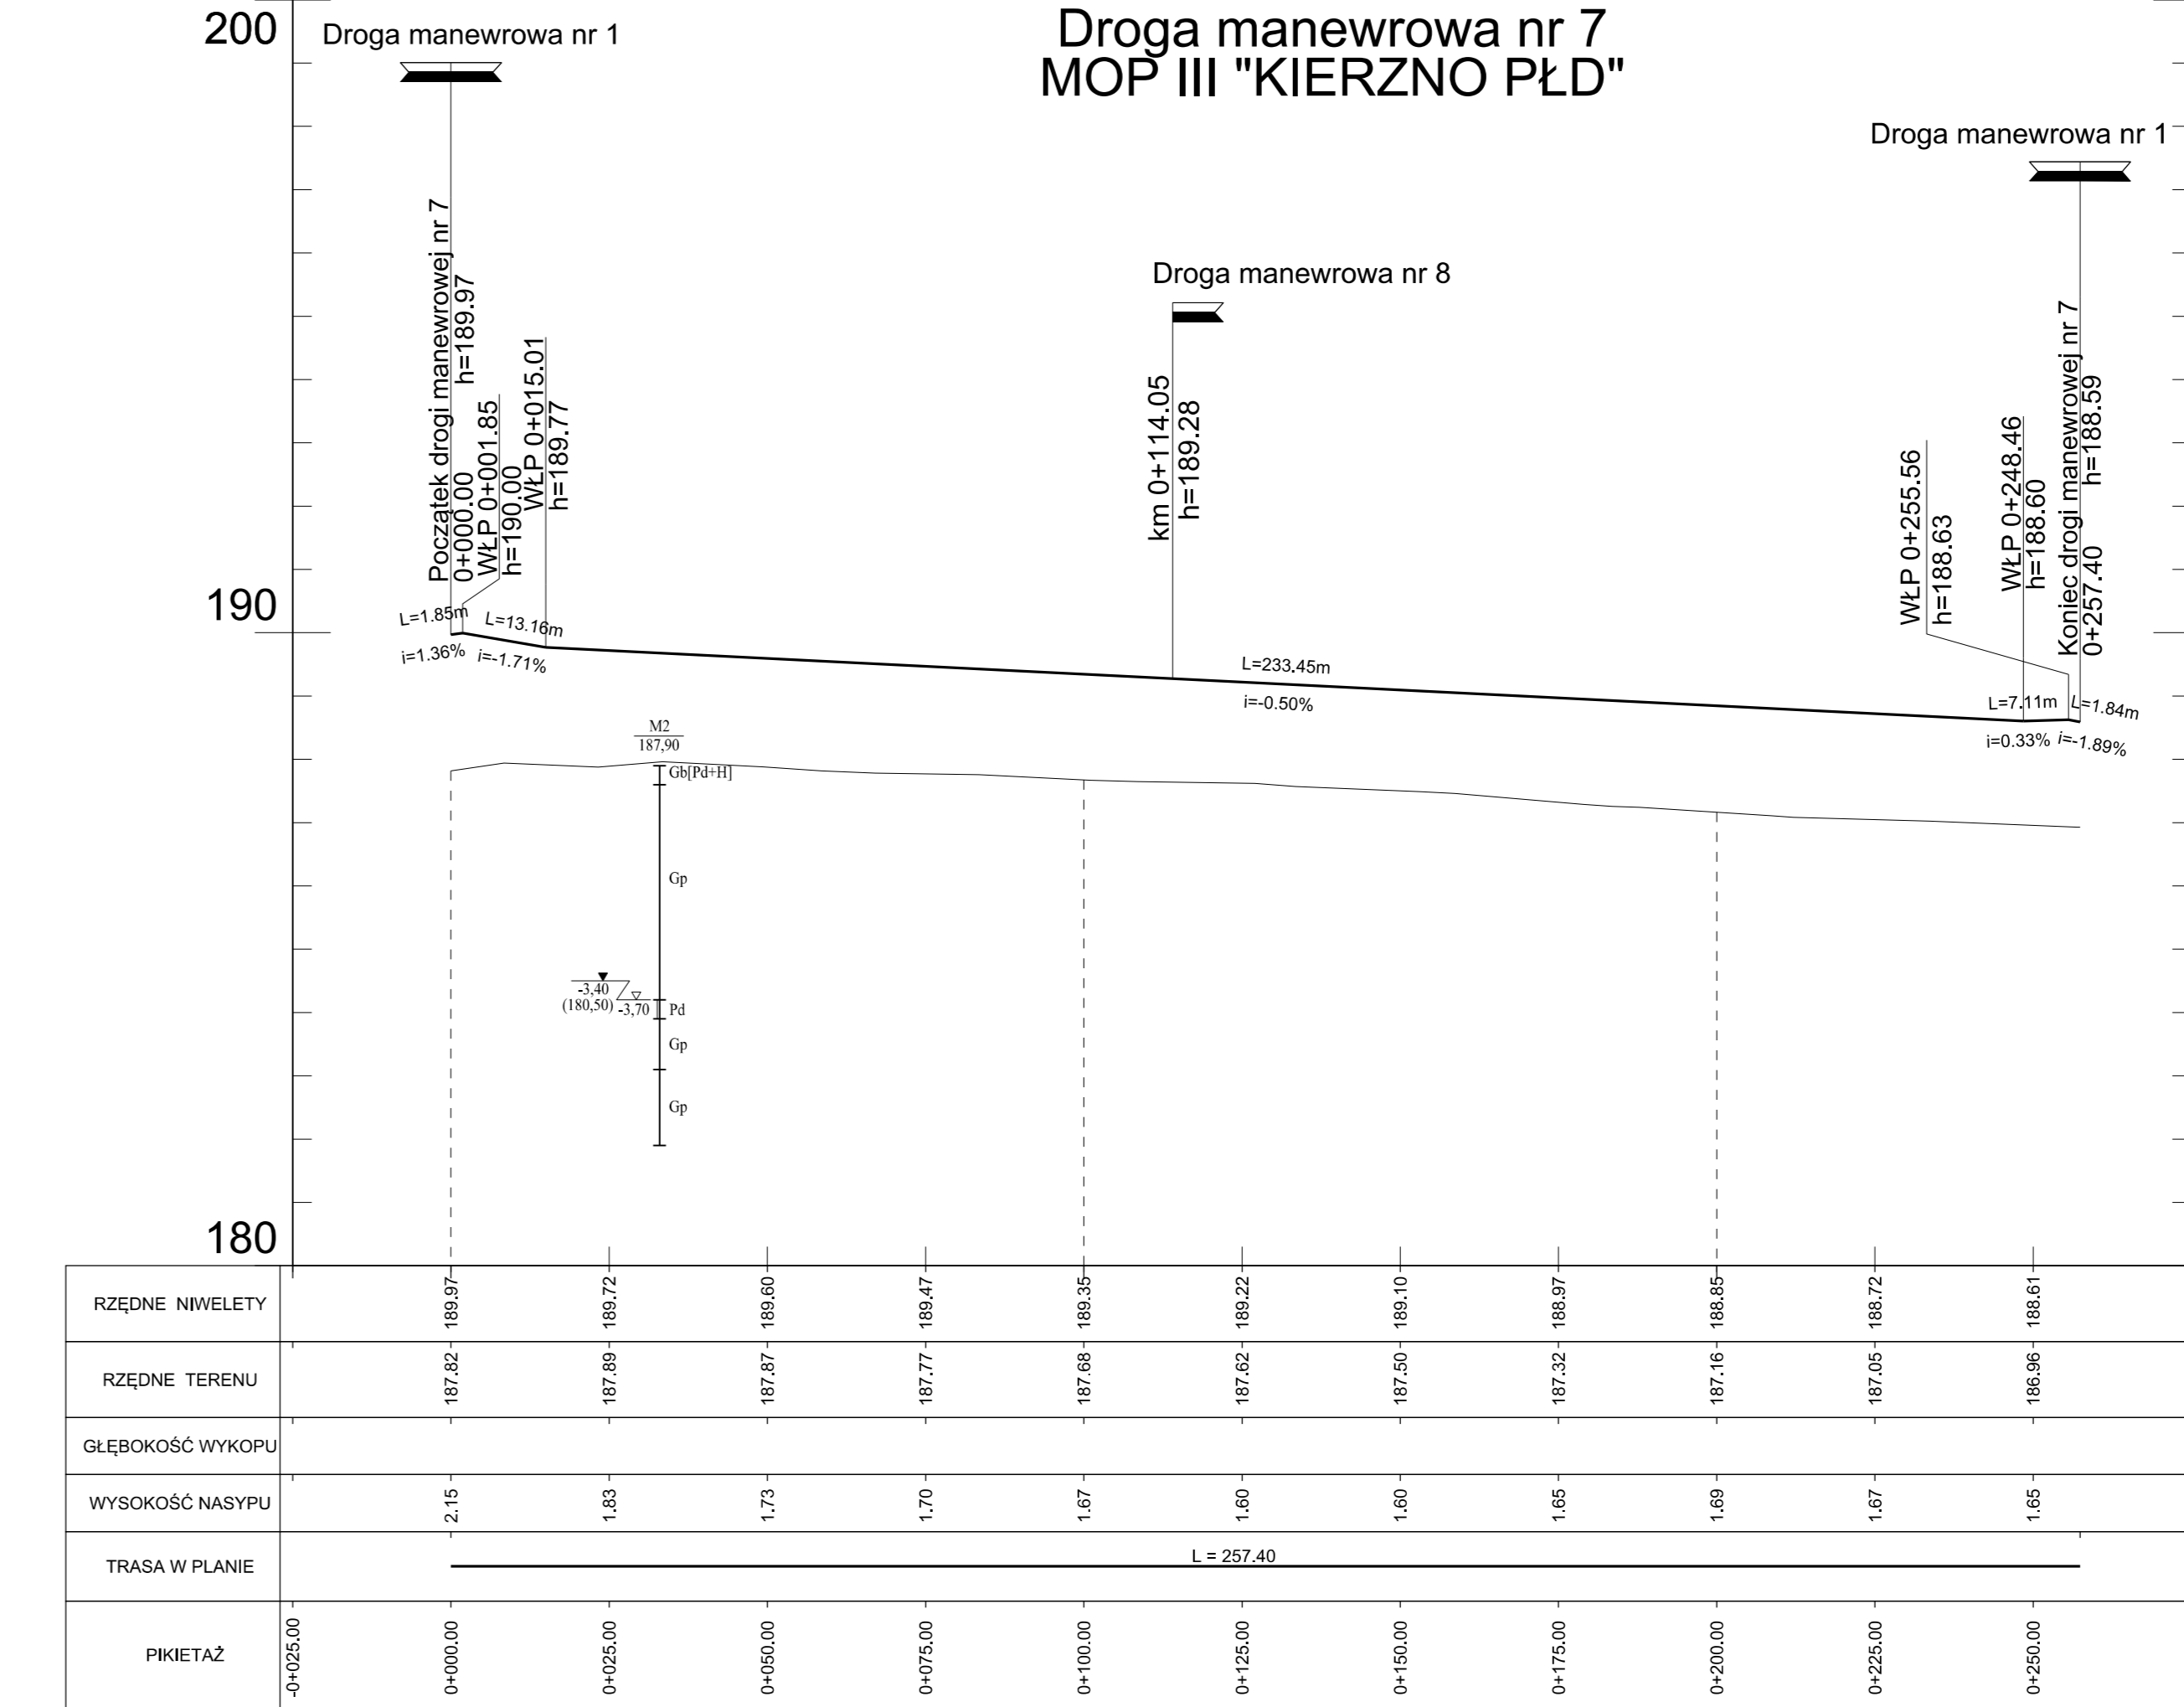 Droga manewrowa nr 7
MOP III "KIERZNO PŁD"
200
190
180
Droga manewrowa nr 1
Początek drogi manewrowej nr 7
0+000.00
h=189.97
WŁP 0+001.85
h=190.00
WŁP 0+015.01
h=189.77
Droga manewrowa nr 8
km 0+114.05
h=189.28
Droga manewrowa nr 1
WŁP 0+255.56
h=188.63
WŁP 0+248.46
h=188.60
Koniec drogi manewrowej nr 7
0+257.40
h=188.59
L=1.85m
i=1.36%
L=13.16m
i=-1.71%
L=233.45m
i=-0.50%
L=7.11m
i=0.33%
L=1.84m
i=-1.89%
M2
187,90
Gb[Pd+H]
Gp
-3,40
(180,50)
-3,70
Pd
Gp
Gp
RZĘDNE NIWELETY
189.97
189.72
189.60
189.47
189.35
189.22
189.10
188.97
188.85
188.72
188.61
RZĘDNE TERENU
187.82
187.89
187.87
187.77
187.68
187.62
187.50
187.32
187.16
187.05
186.96
GŁĘBOKOŚĆ WYKOPU
WYSOKOŚĆ NASYPU
2.15
1.83
1.73
1.70
1.67
1.60
1.60
1.65
1.69
1.67
1.65
TRASA W PLANIE
L = 257.40
PIKIETAŻ
-0+025.00
0+000.00
0+025.00
0+050.00
0+075.00
0+100.00
0+125.00
0+150.00
0+175.00
0+200.00
0+225.00
0+250.00